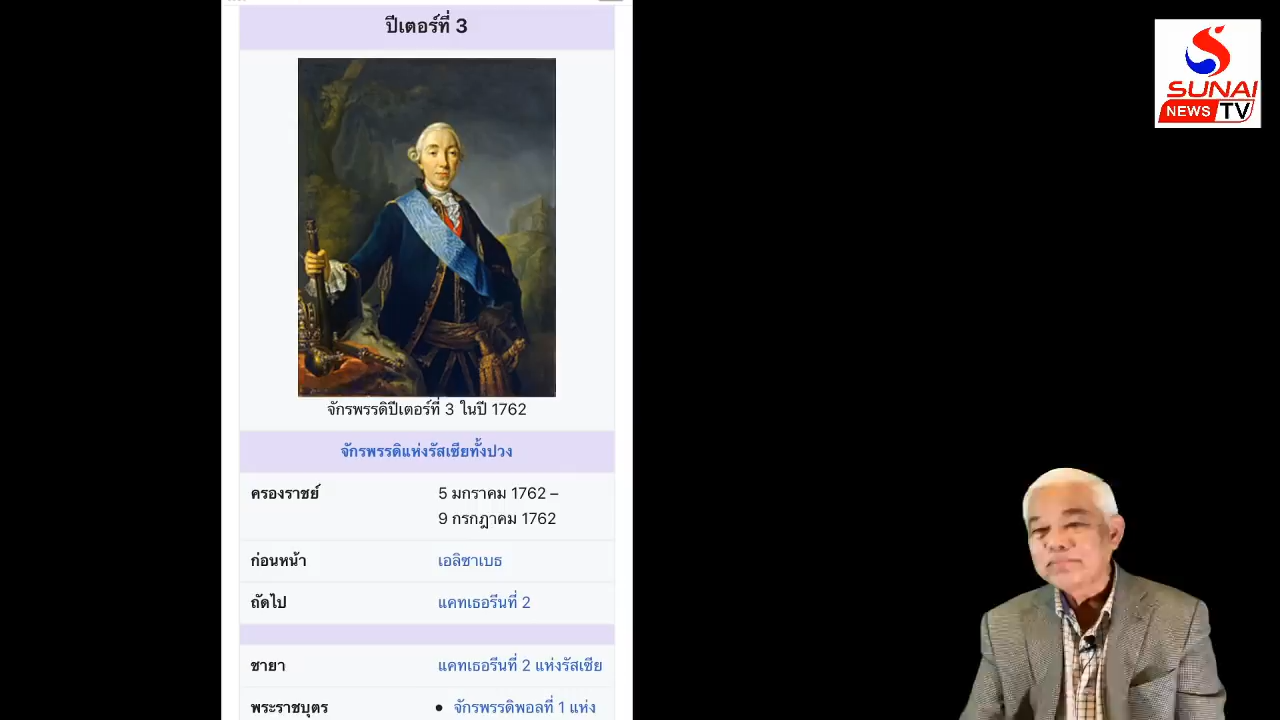 ปีเตอร์ที่ 3
จักรพรรดิปีเตอร์ที่ 3 ในปี 1762
จักรพรรดิแห่งรัสเซียทั้งปวง
ครองราชย์
5 มกราคม 1762 –
9 กรกฎาคม 1762
ก่อนหน้า
เอลิซาเบธ
ถัดไป
แคทเธอรีนที่ 2
ชายา
แคทเธอรีนที่ 2 แห่งรัสเซีย
พระราชบุตร
• จักรพรรดิพอลที่ 1 แห่ง
SUNAI
NEWS TV